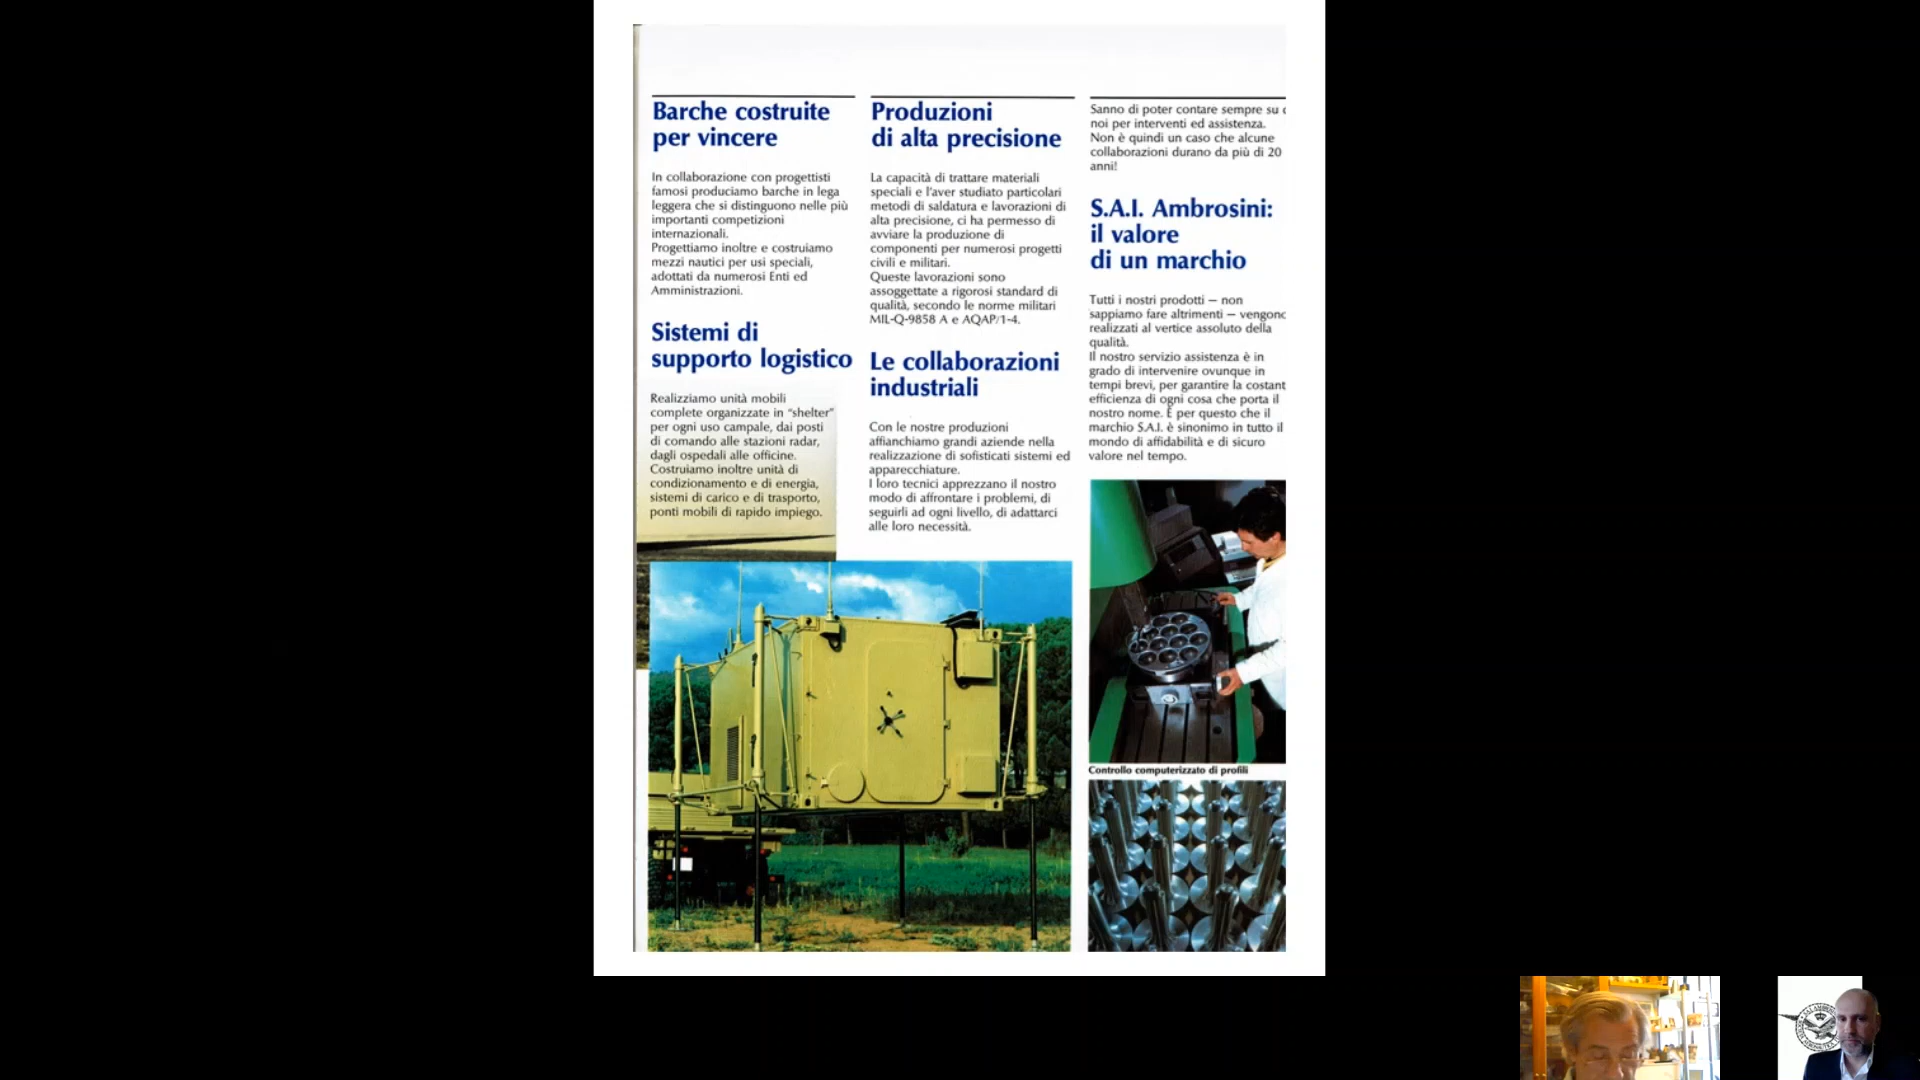 Barche costruite
per vincere
In collaborazione con progettisti
famosi produciamo barche in lega
leggera che si distinguono nelle più
importanti competizioni
internazionali.
Progettiamo inoltre e costruiamo
mezzi nautici per usi speciali,
adottati da numerosi Enti ed
Amministrazioni.
Sistemi di
supporto logistico
Realizziamo unità mobili
complete organizzate in “shelter”
per ogni uso campale, dai posti
di comando alle stazioni radar,
dagli ospedali alle officine.
Costruiamo inoltre unità di
condizionamento e di energia,
sistemi di carico e di trasporto,
ponti mobili di rapido impiego.
Produzioni
di alta precisione
La capacità di trattare materiali
speciali e l'aver studiato particolari
metodi di saldatura e lavorazioni di
alta precisione, ci ha permesso di
avviare la produzione di
componenti per numerosi progetti
civili e militari.
Queste lavorazioni sono
assoggettate a rigorosi standard di
qualità, secondo le norme militari
MIL-Q-9858 A e AQAP/1-4.
Le collaborazioni
industriali
Con le nostre produzioni
affianchiamo grandi aziende nella
realizzazione di sofisticati sistemi ed
apparecchiature.
I loro tecnici apprezzano il nostro
modo di affrontare i problemi, di
seguirli ad ogni livello, di adattarci
alle loro necessità.
Sanno di poter contare sempre su
noi per interventi ed assistenza.
Non è quindi un caso che alcune
collaborazioni durano da più di 20
anni!
S.A.I. Ambrosini:
il valore
di un marchio
Tutti i nostri prodotti – non
sappiamo fare altrimenti – vengono
realizzati al vertice assoluto della
qualità.
Il nostro servizio assistenza è in
grado di intervenire ovunque in
tempi brevi, per garantire la costant
efficienza di ogni cosa che porta il
nostro nome. È per questo che il
marchio S.A.I. è sinonimo in tutto il
mondo di affidabilità e di sicuro
valore nel tempo.
Controllo computerizzato di profili